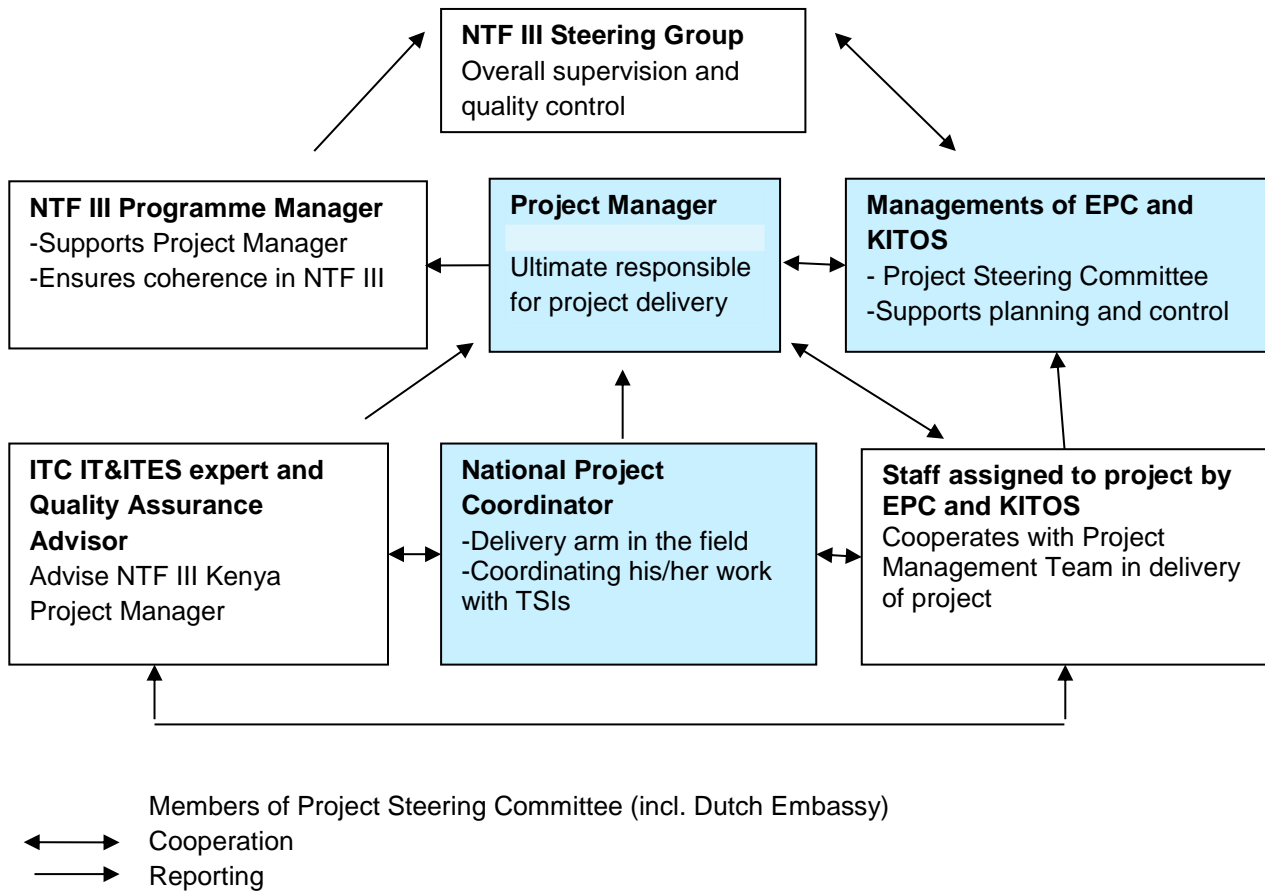 NTF III Steering Group
Overall supervision and
quality control
NTF III Programme Manager
-Supports Project Manager
-Ensures coherence in NTF III
Project Manager
Ultimate responsible
for project delivery
Managements of EPC and
KITOS
- Project Steering Committee
-Supports planning and control
ITC IT&ITES expert and
Quality Assurance
Advisor
Advise NTF III Kenya
Project Manager
National Project
Coordinator
-Delivery arm in the field
-Coordinating his/her work
with TSIs
Staff assigned to project by
EPC and KITOS
Cooperates with Project
Management Team in delivery
of project
Members of Project Steering Committee (incl. Dutch Embassy)
Cooperation
Reporting